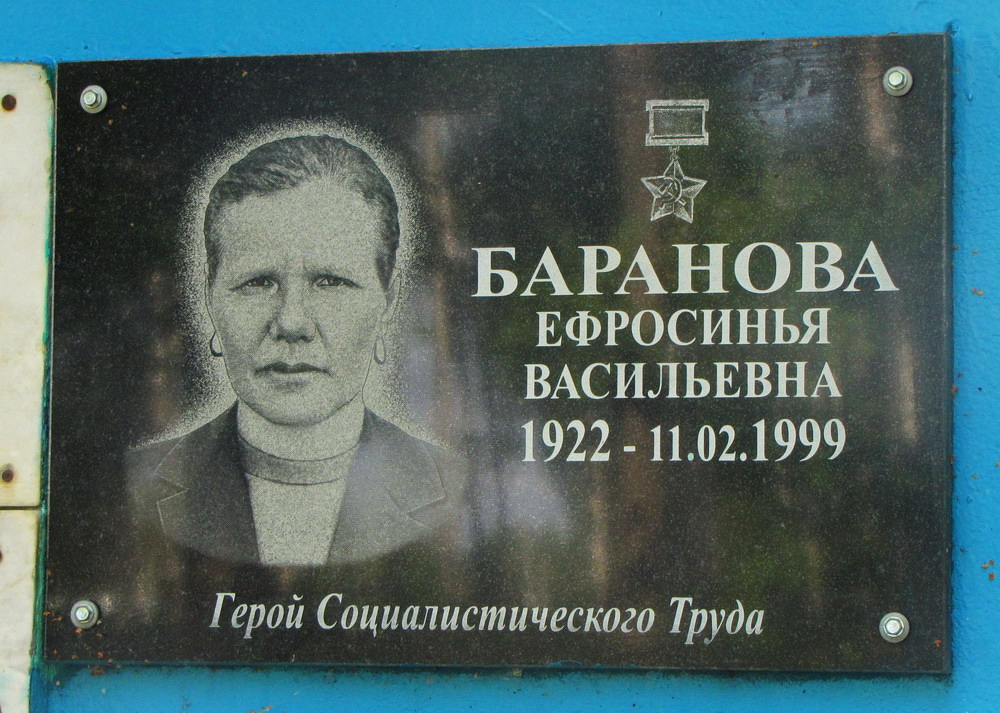 БАРАНОВА
ЕФРОСИНЬЯ
ВАСИЛЬЕВНА
1922 - 11.02.1999
Герой Социалистического Труда